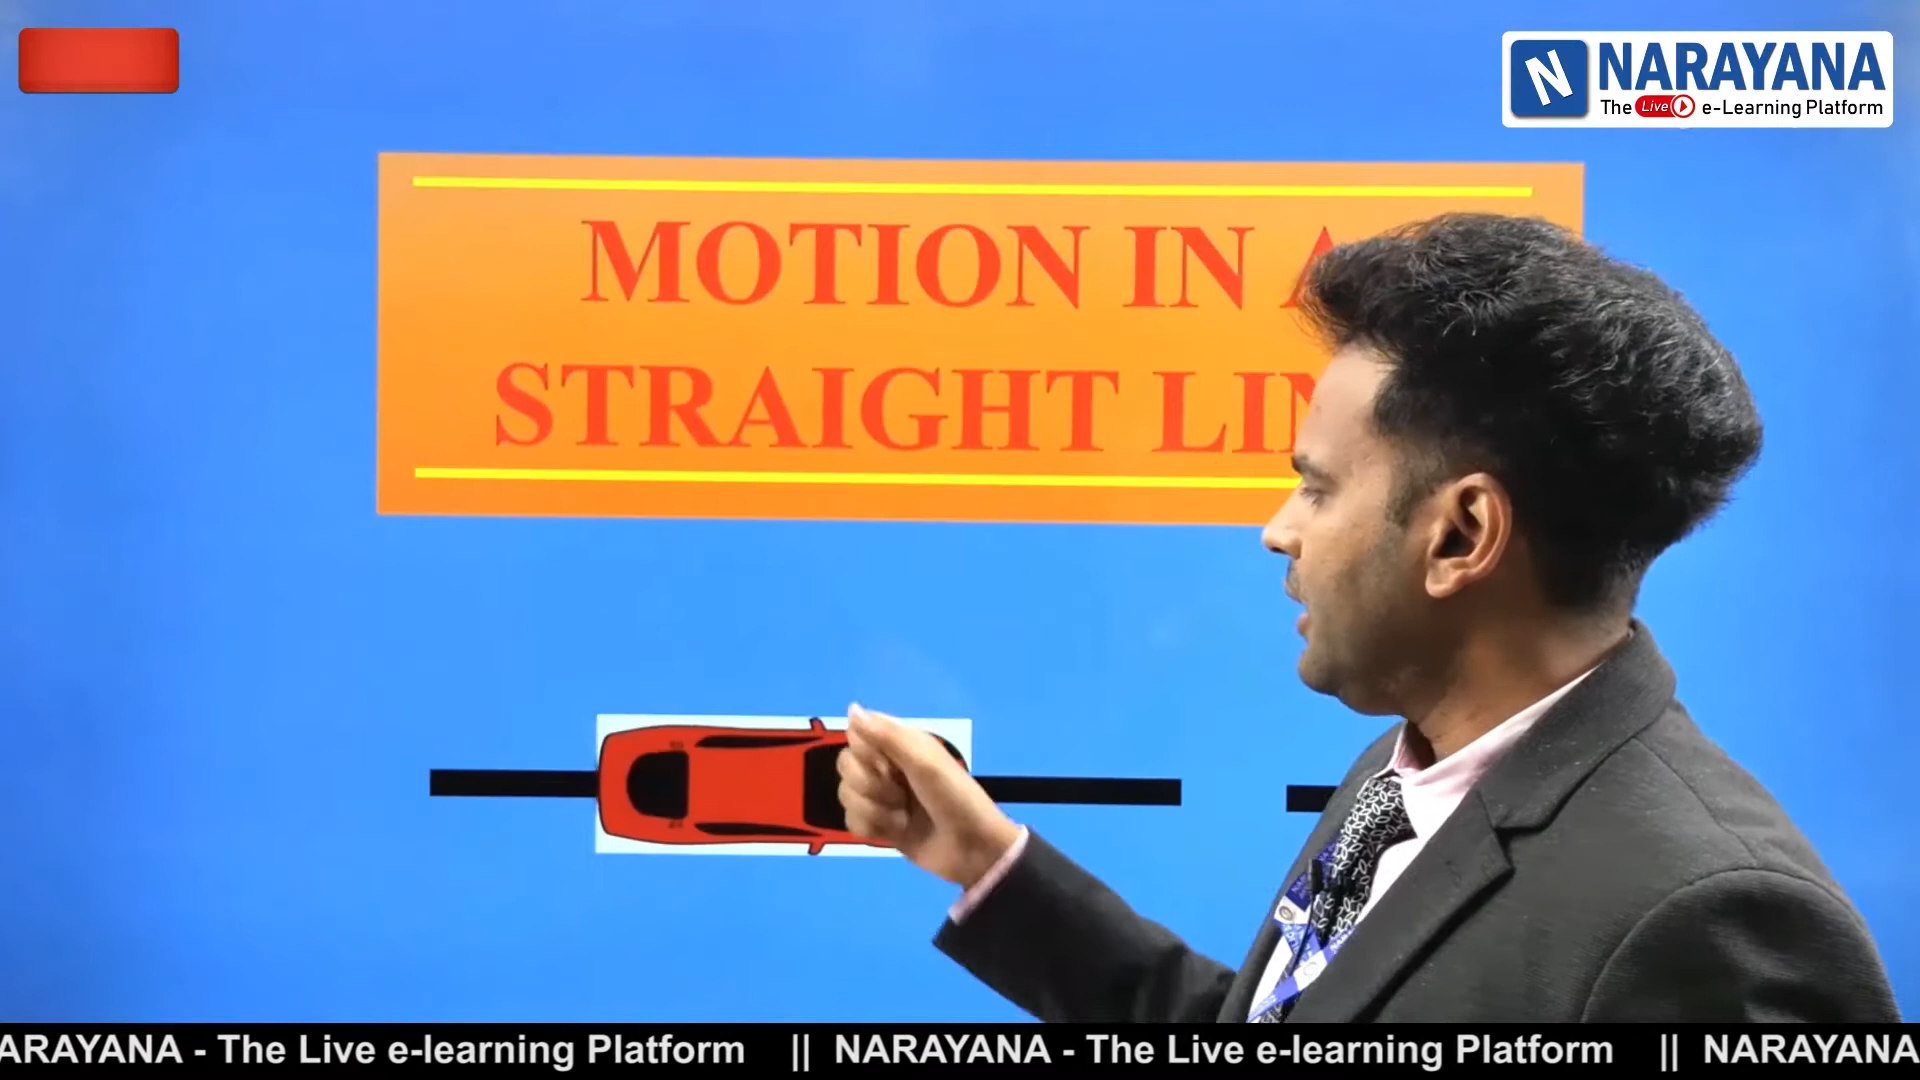 NARAYANA
The Live e-Learning Platform
MOTION IN A
STRAIGHT LIN
ARAYANA - The Live e-learning Platform || NARAYANA - The Live e-learning Platform || NARAYANA